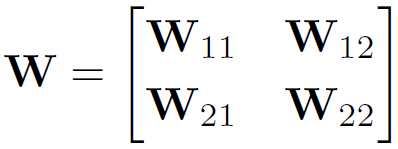 W = [ W₁₁ W₁₂
W₂₁ W₂₂ ]